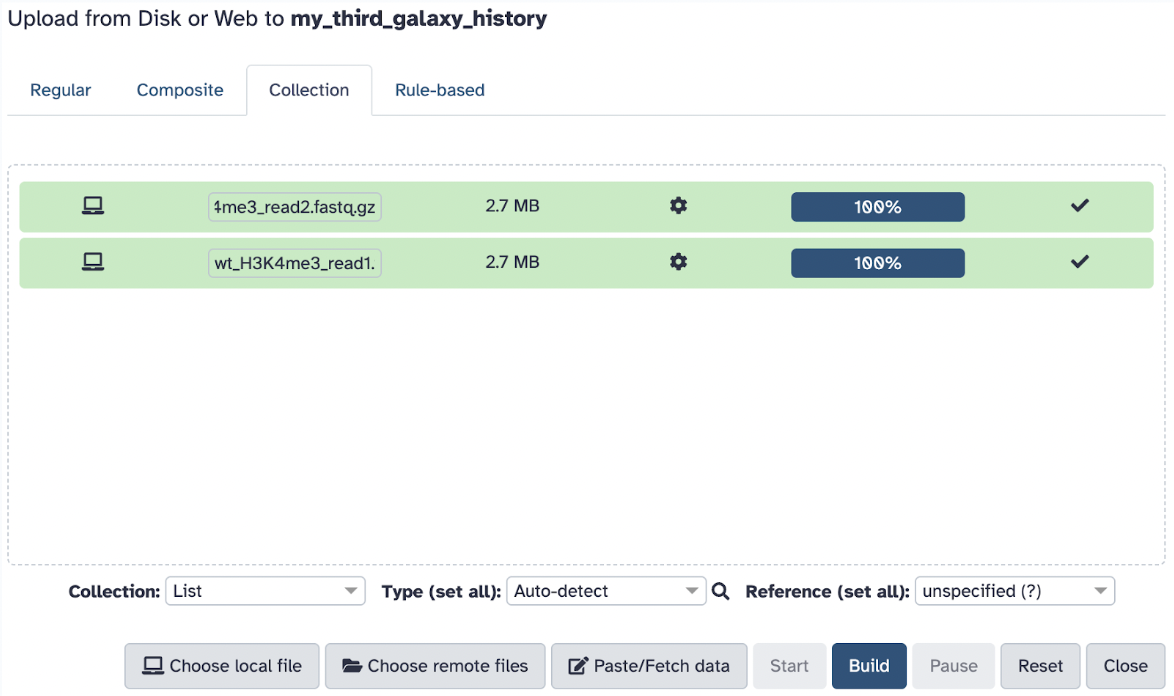 Upload from Disk or Web to my_third_galaxy_history
Regular Composite Collection Rule-based
4me3_read2.fastq.gz 2.7 MB 100%
wt_H3K4me3_read1. 2.7 MB 100%
Collection: List Type (set all): Auto-detect Reference (set all): unspecified (?)
Choose local file Choose remote files Paste/Fetch data Start Build Pause Reset Close